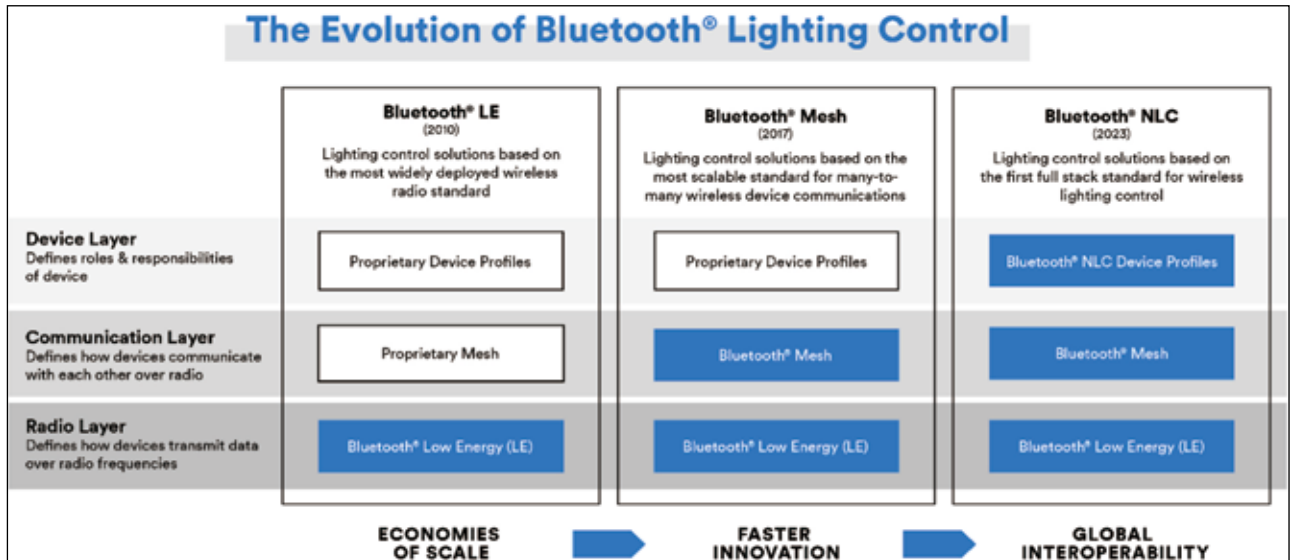 The Evolution of Bluetooth® Lighting Control
Bluetooth® LE
(2010)
Lighting control solutions based on
the most widely deployed wireless
radio standard
Bluetooth® Mesh
(2017)
Lighting control solutions based on the
most scalable standard for many-to-
many wireless device communications
Bluetooth® NLC
(2023)
Lighting control solutions based on
the first full stack standard for wireless
lighting control
Device Layer
Defines roles & responsibilities
of device
Proprietary Device Profiles
Proprietary Device Profiles
Bluetooth® NLC Device Profiles
Communication Layer
Defines how devices communicate
with each other over radio
Proprietary Mesh
Bluetooth® Mesh
Bluetooth® Mesh
Radio Layer
Defines how devices transmit data
over radio frequencies
Bluetooth® Low Energy (LE)
Bluetooth® Low Energy (LE)
Bluetooth® Low Energy (LE)
ECONOMIES
OF SCALE
FASTER
INNOVATION
GLOBAL
INTEROPERABILITY